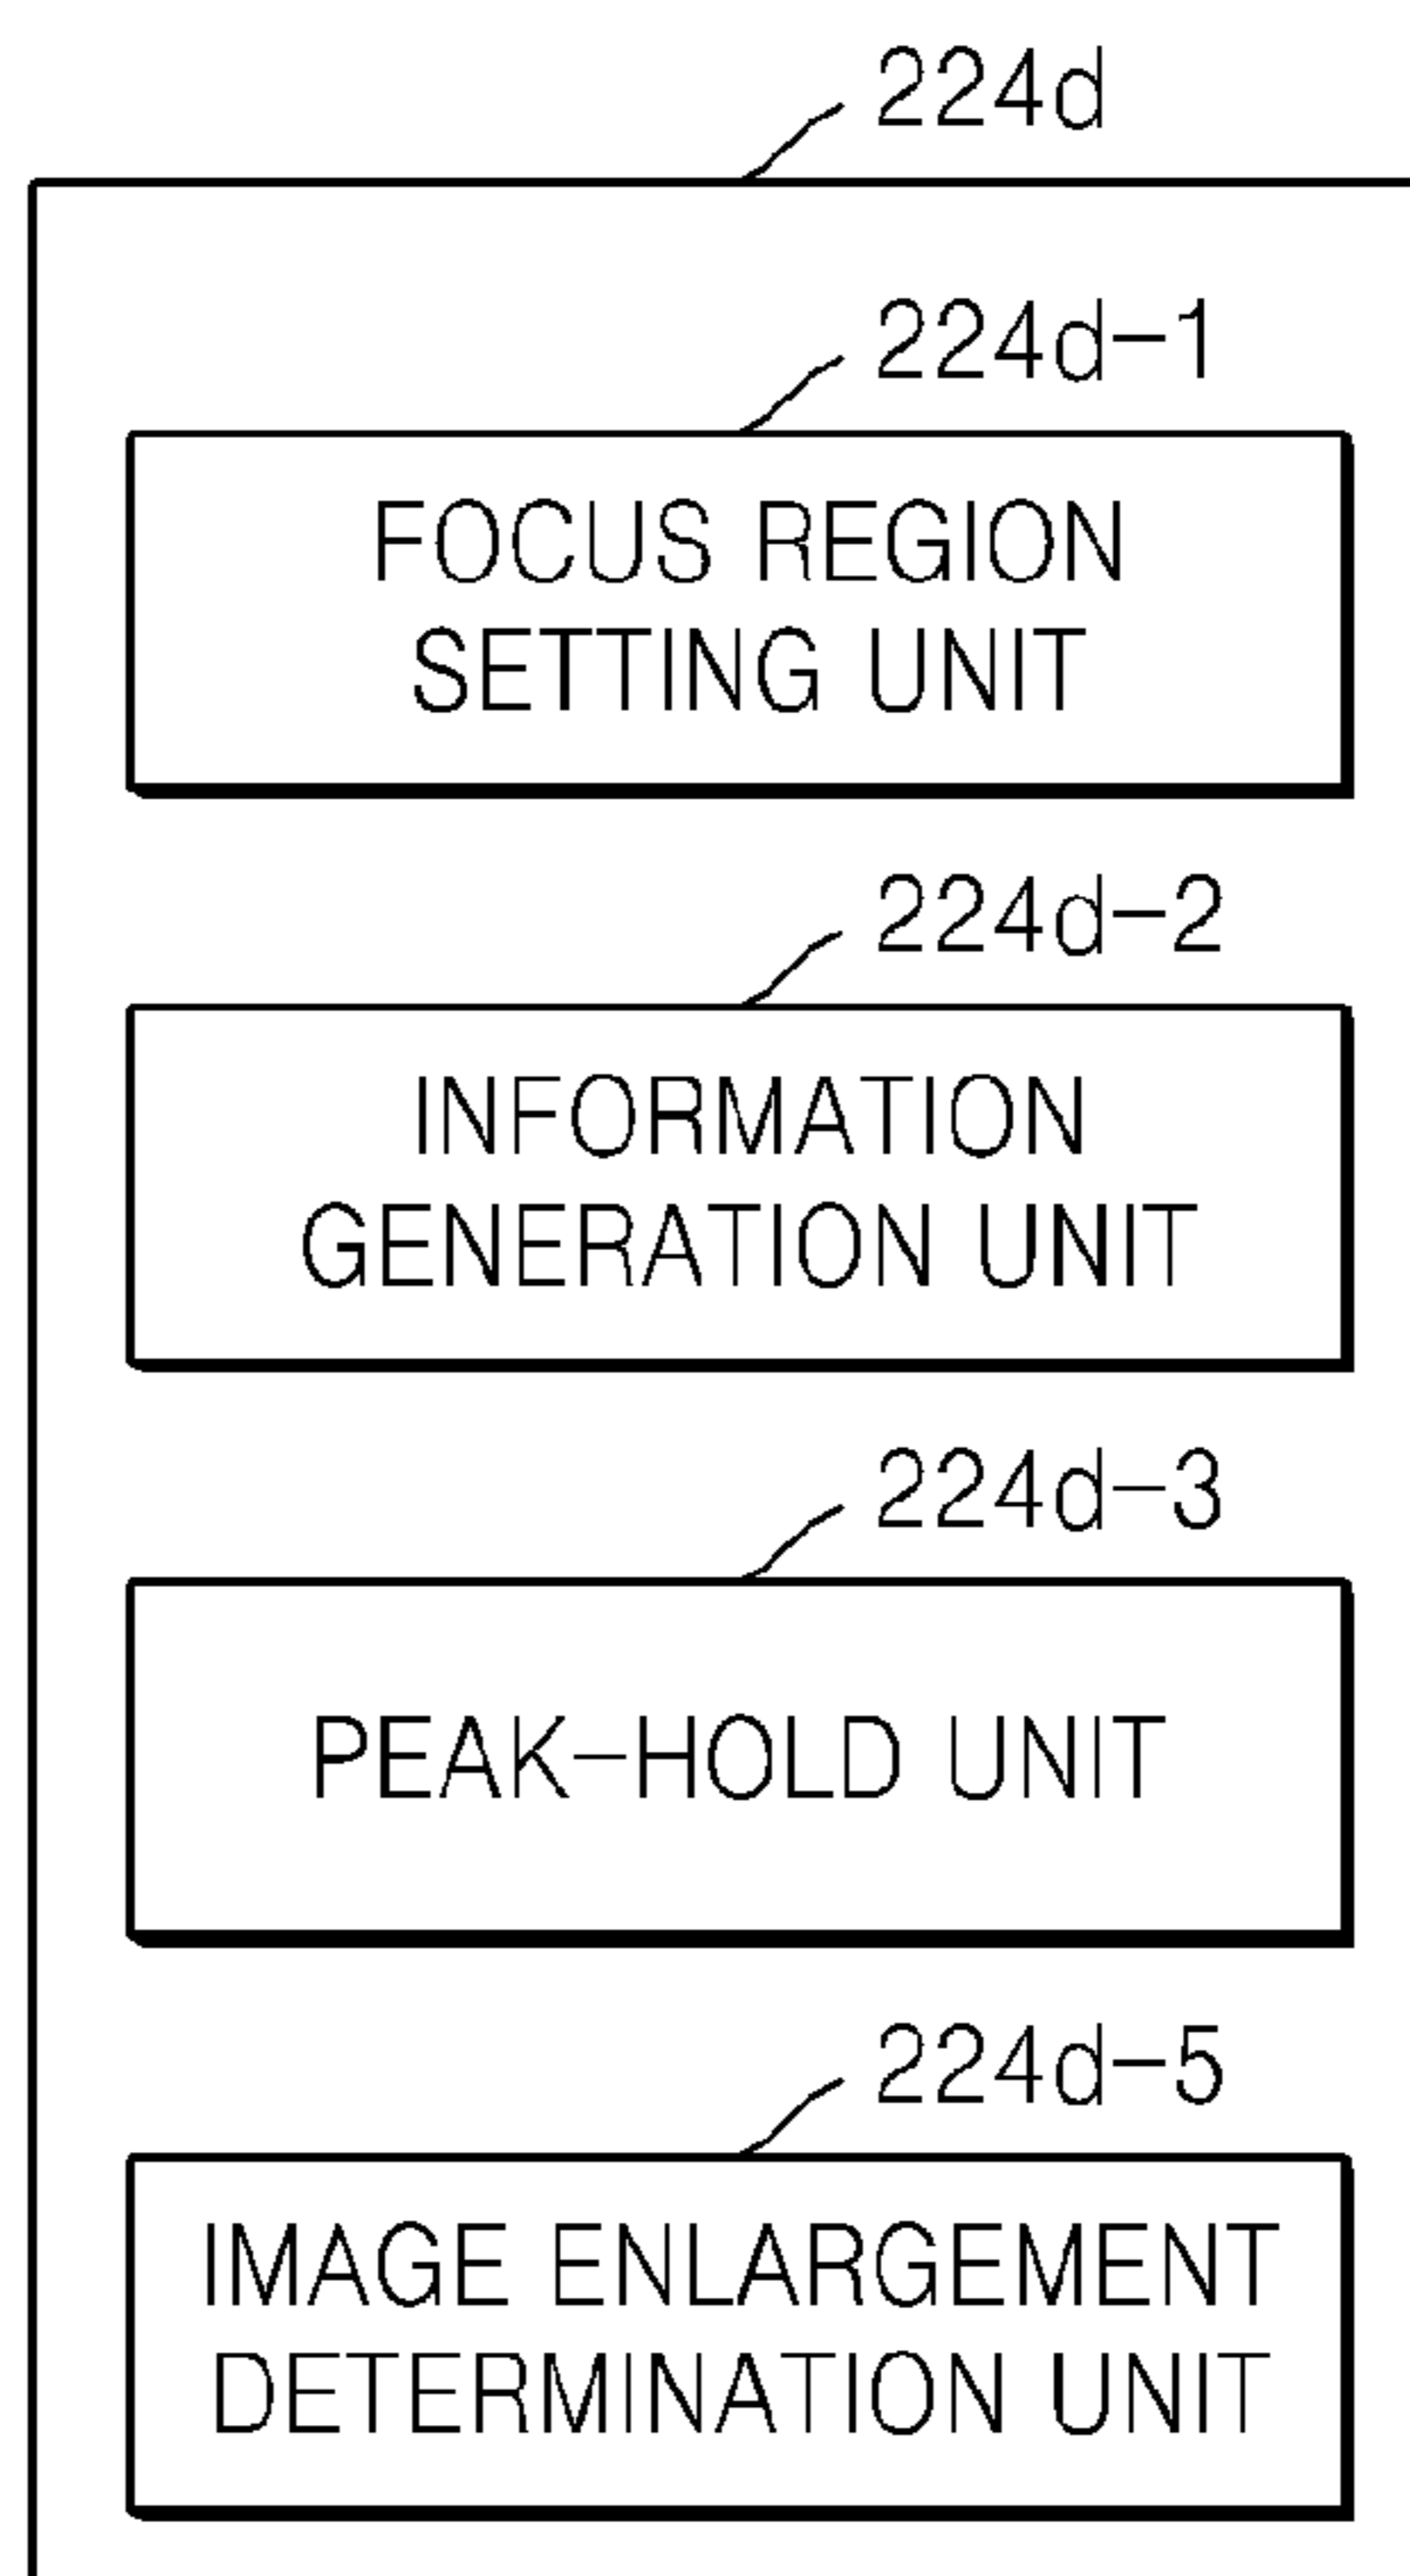 224d
224d-1
FOCUS REGION
SETTING UNIT
224d-2
INFORMATION
GENERATION UNIT
224d-3
PEAK-HOLD UNIT
224d-5
IMAGE ENLARGEMENT
DETERMINATION UNIT